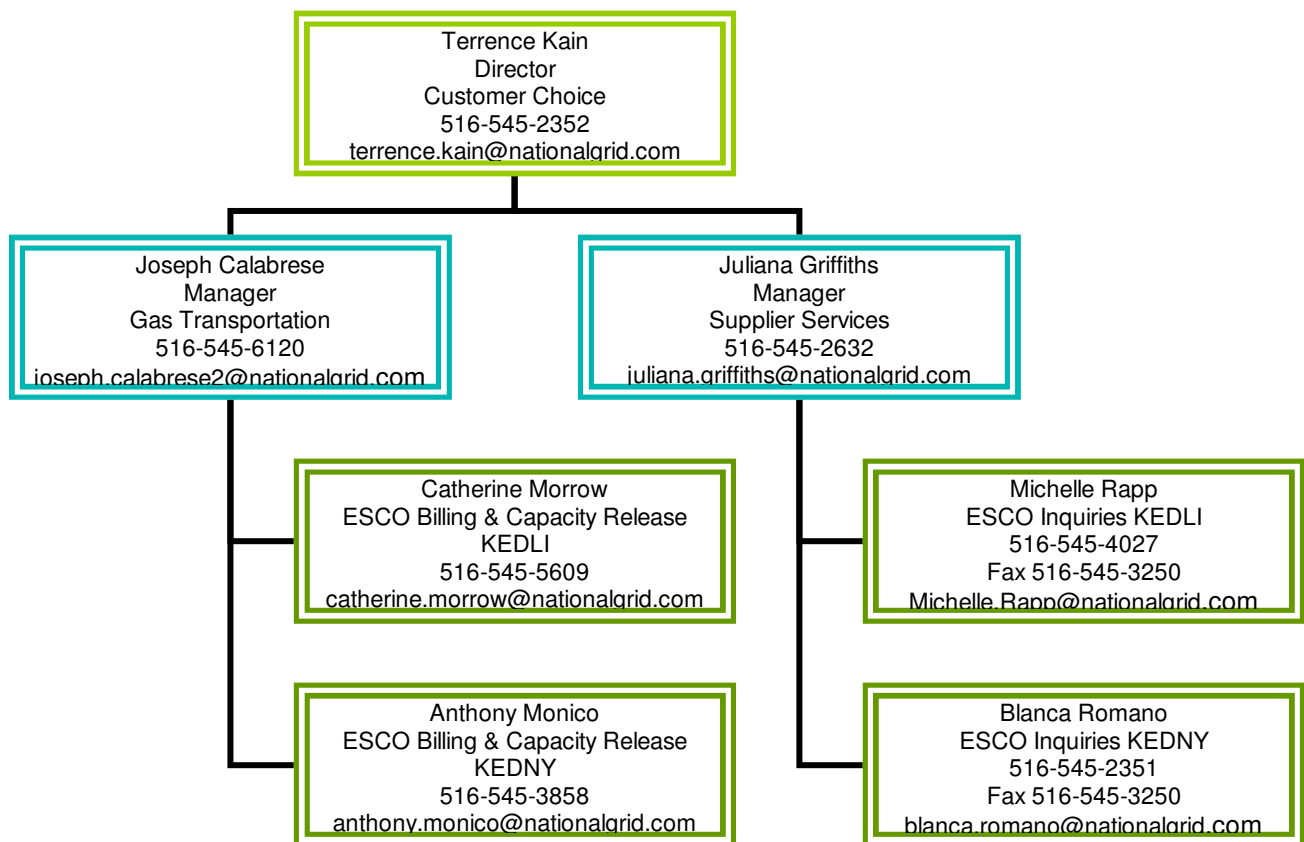 Terrence Kain
Director
Customer Choice
516-545-2352
terrence.kain@nationalgrid.com
Joseph Calabrese
Manager
Gas Transportation
516-545-6120
joseph.calabrese2@nationalgrid.com
Juliana Griffiths
Manager
Supplier Services
516-545-2632
juliana.griffiths@nationalgrid.com
Catherine Morrow
ESCO Billing & Capacity Release
KEDLI
516-545-5609
catherine.morrow@nationalgrid.com
Michelle Rapp
ESCO Inquiries KEDLI
516-545-4027
Fax 516-545-3250
Michelle.Rapp@nationalgrid.com
Anthony Monico
ESCO Billing & Capacity Release
KEDNY
516-545-3858
anthony.monico@nationalgrid.com
Blanca Romano
ESCO Inquiries KEDNY
516-545-2351
Fax 516-545-3250
blanca.romano@nationalgrid.com